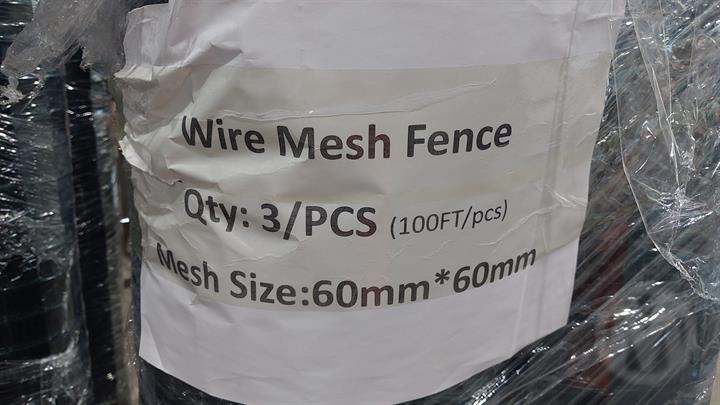 Wire Mesh Fence
Qty: 3/PCS (100FT/pcs)
Mesh Size:60mm*60mm